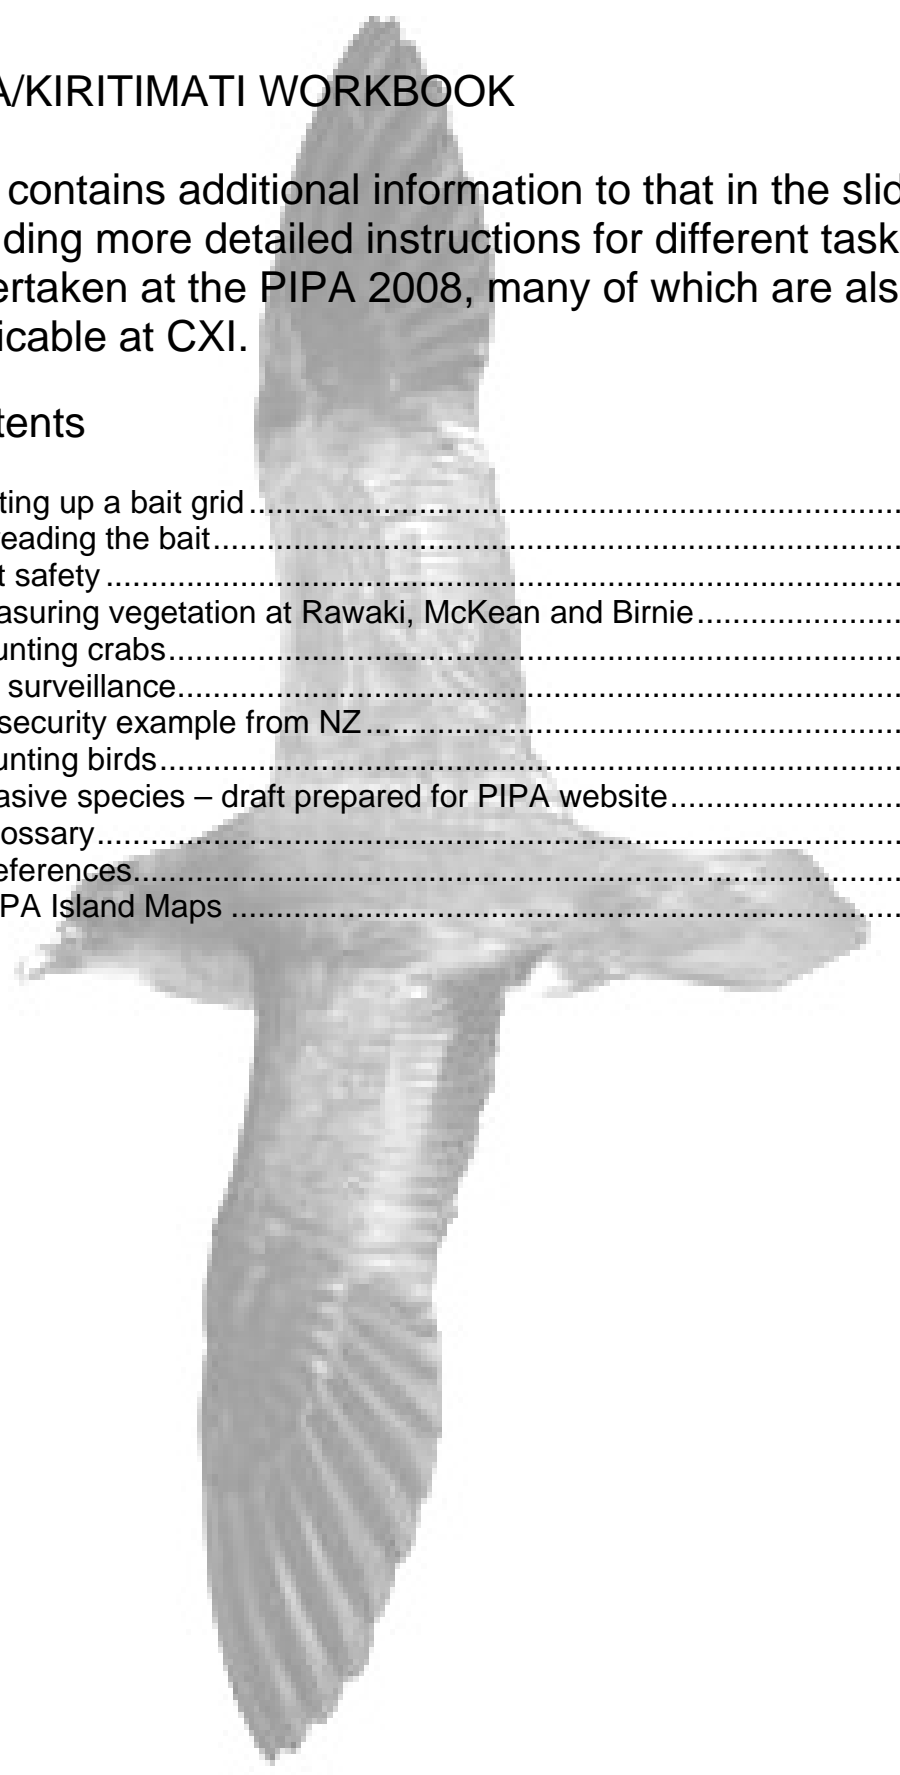 A/KIRITIMATI WORKBOOK
contains additional information to that in the slid
ding more detailed instructions for different task
ertaken at the PIPA 2008, many of which are als
icable at CXI.
tents
ting up a bait grid ........................................................................
eading the bait............................................................................
t safety .......................................................................................
asuring vegetation at Rawaki, McKean and Birnie.......................
unting crabs.................................................................................
surveillance................................................................................
security example from NZ...........................................................
unting birds..................................................................................
asive species – draft prepared for PIPA website..........................
lossary.........................................................................................
eferences.....................................................................................
PA Island Maps ..........................................................................